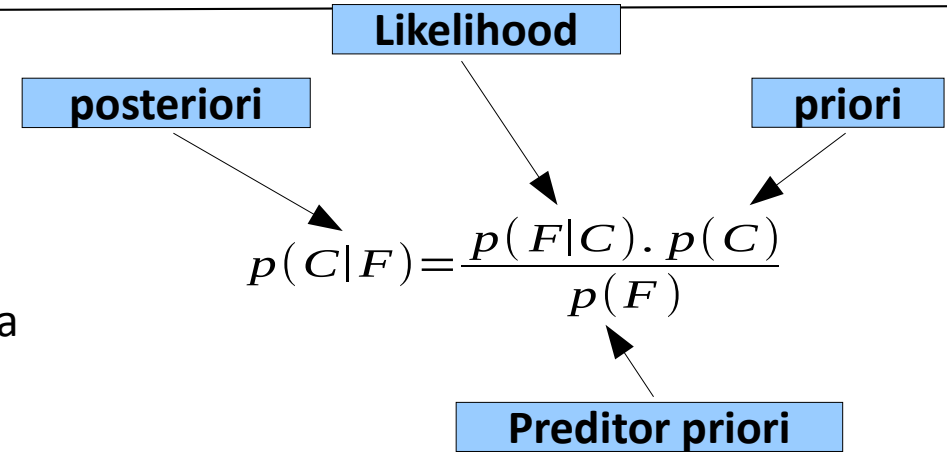 Likelihood
posteriori
priori
p(C|F)=p(F|C).p(C)
p(F)
a
Preditor priori